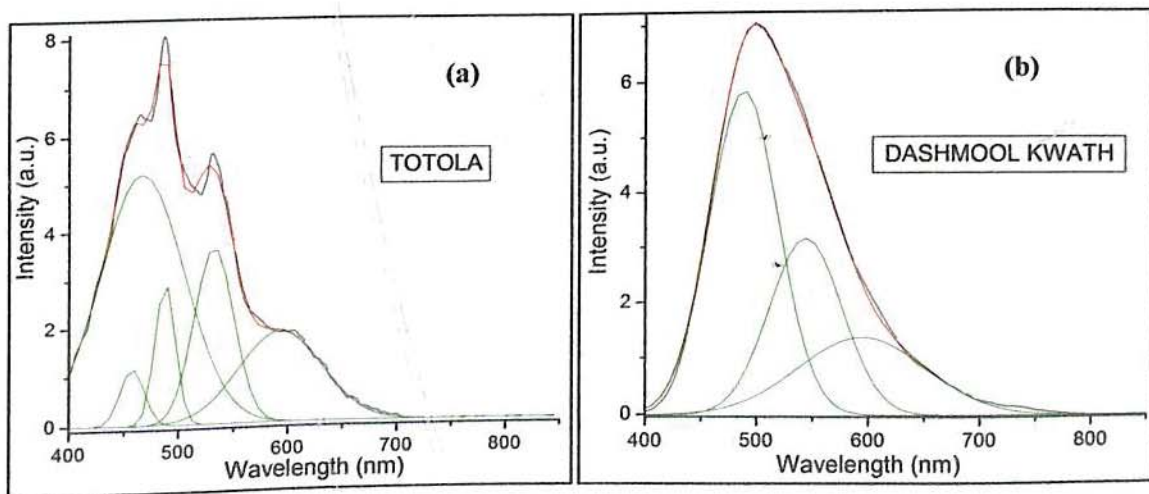 (a)
TOTOLA
Intensity (a.u.)
8
6
4
2
0
400 500 600 700 800
Wavelength (nm)
(b)
DASHMOOL KWATH
Intensity (a.u.)
6
4
2
0
400 500 600 700 800
Wavelength (nm)